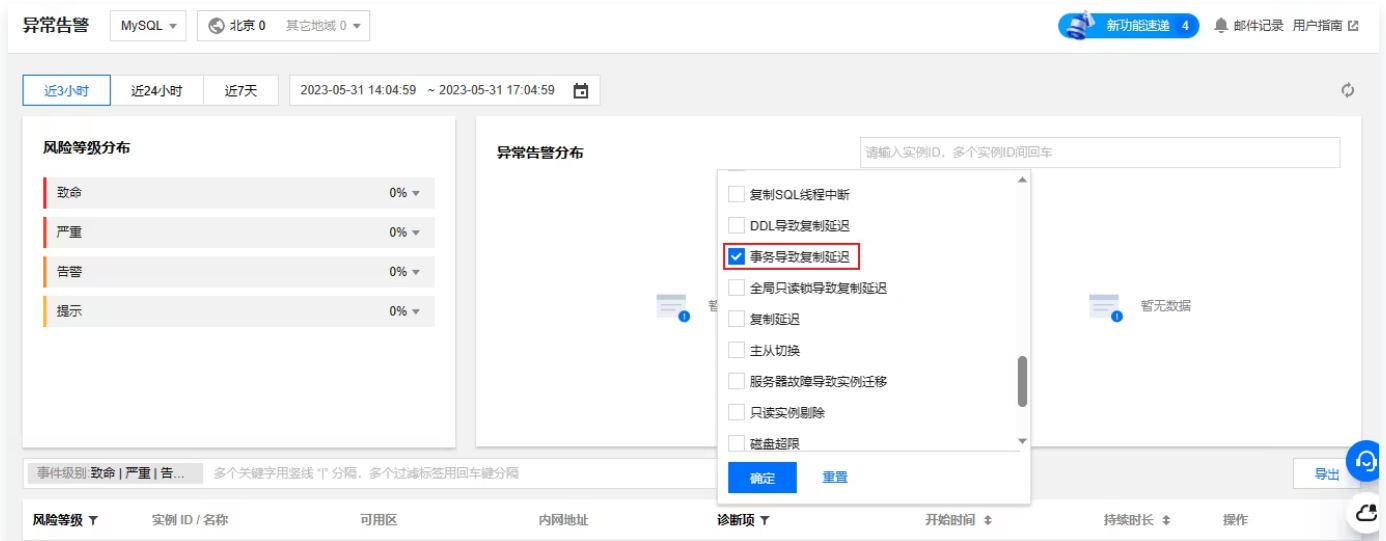 异常告警 MySQL 北京 0 其它地域 0 新功能速递 4 邮件记录 用户指南
近3小时 近24小时 近7天 2023-05-31 14:04:59 ~ 2023-05-31 17:04:59
风险等级分布
致命 0%
严重 0%
告警 0%
提示 0%
异常告警分布 请输入实例ID，多个实例ID间回车
复制SQL线程中断
DDL导致复制延迟
事务导致复制延迟
全局只读锁导致复制延迟
复制延迟
主从切换
服务器故障导致实例迁移
只读实例剔除
磁盘超限
确定 重置
暂无数据
事件级别:致命 | 严重 | 告... 多个关键字用竖线 "|" 分隔，多个过滤标签用回车键分隔 导出
风险等级 实例 ID / 名称 可用区 内网地址 诊断项 开始时间 持续时长 操作